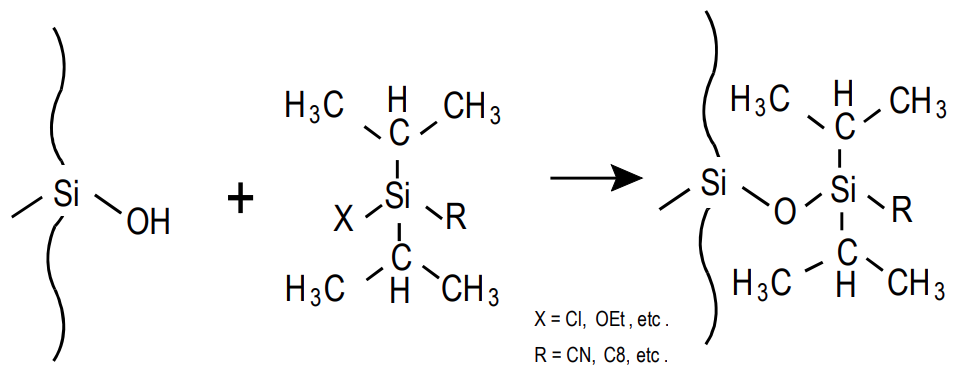 H₃C H CH₃ H₃C H CH₃
C C
Si OH + X Si R Si O Si R
C C
H₃C H CH₃ H₃C H CH₃
X = Cl, OEt, etc.
R = CN, C8, etc.